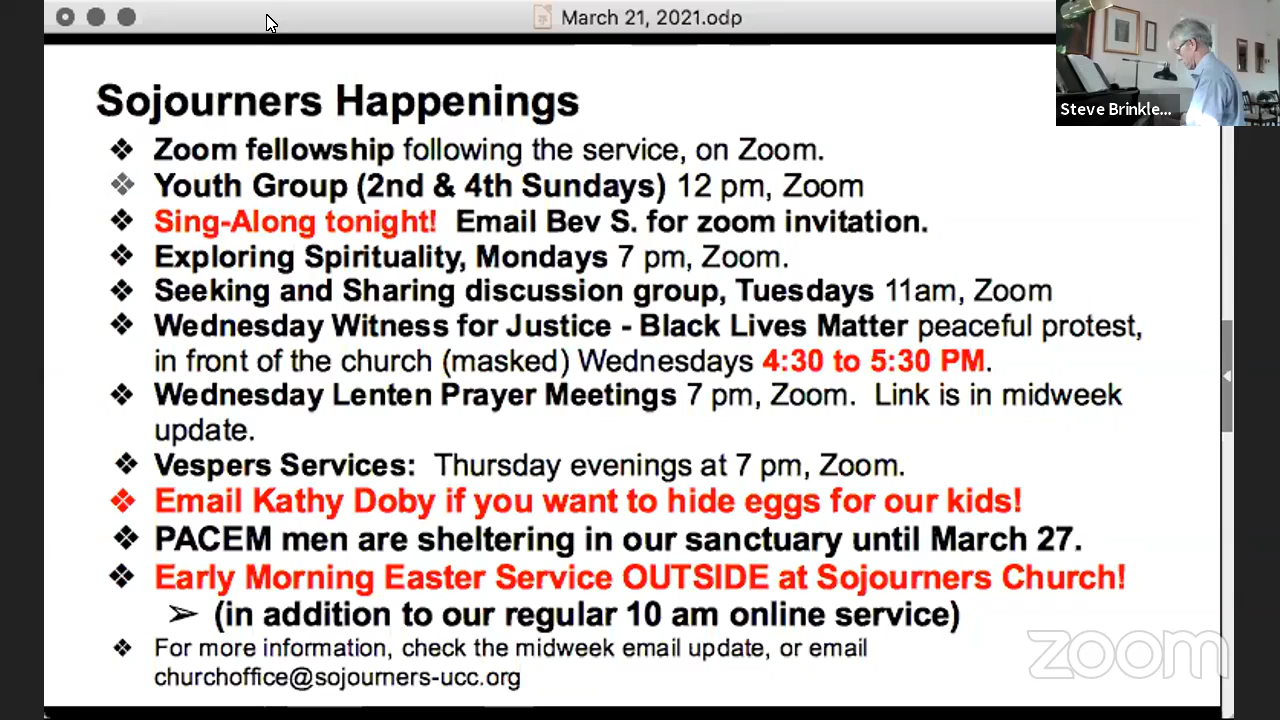 March 21, 2021.odp
Steve Brinkle...
Sojourners Happenings
❖ Zoom fellowship following the service, on Zoom.
❖ Youth Group (2nd & 4th Sundays) 12 pm, Zoom
❖ Sing-Along tonight! Email Bev S. for zoom invitation.
❖ Exploring Spirituality, Mondays 7 pm, Zoom.
❖ Seeking and Sharing discussion group, Tuesdays 11am, Zoom
❖ Wednesday Witness for Justice - Black Lives Matter peaceful protest,
in front of the church (masked) Wednesdays 4:30 to 5:30 PM.
❖ Wednesday Lenten Prayer Meetings 7 pm, Zoom. Link is in midweek
update.
❖ Vespers Services: Thursday evenings at 7 pm, Zoom.
❖ Email Kathy Doby if you want to hide eggs for our kids!
❖ PACEM men are sheltering in our sanctuary until March 27.
❖ Early Morning Easter Service OUTSIDE at Sojourners Church!
➢ (in addition to our regular 10 am online service)
❖ For more information, check the midweek email update, or email
churchoffice@sojourners-ucc.org
zoom